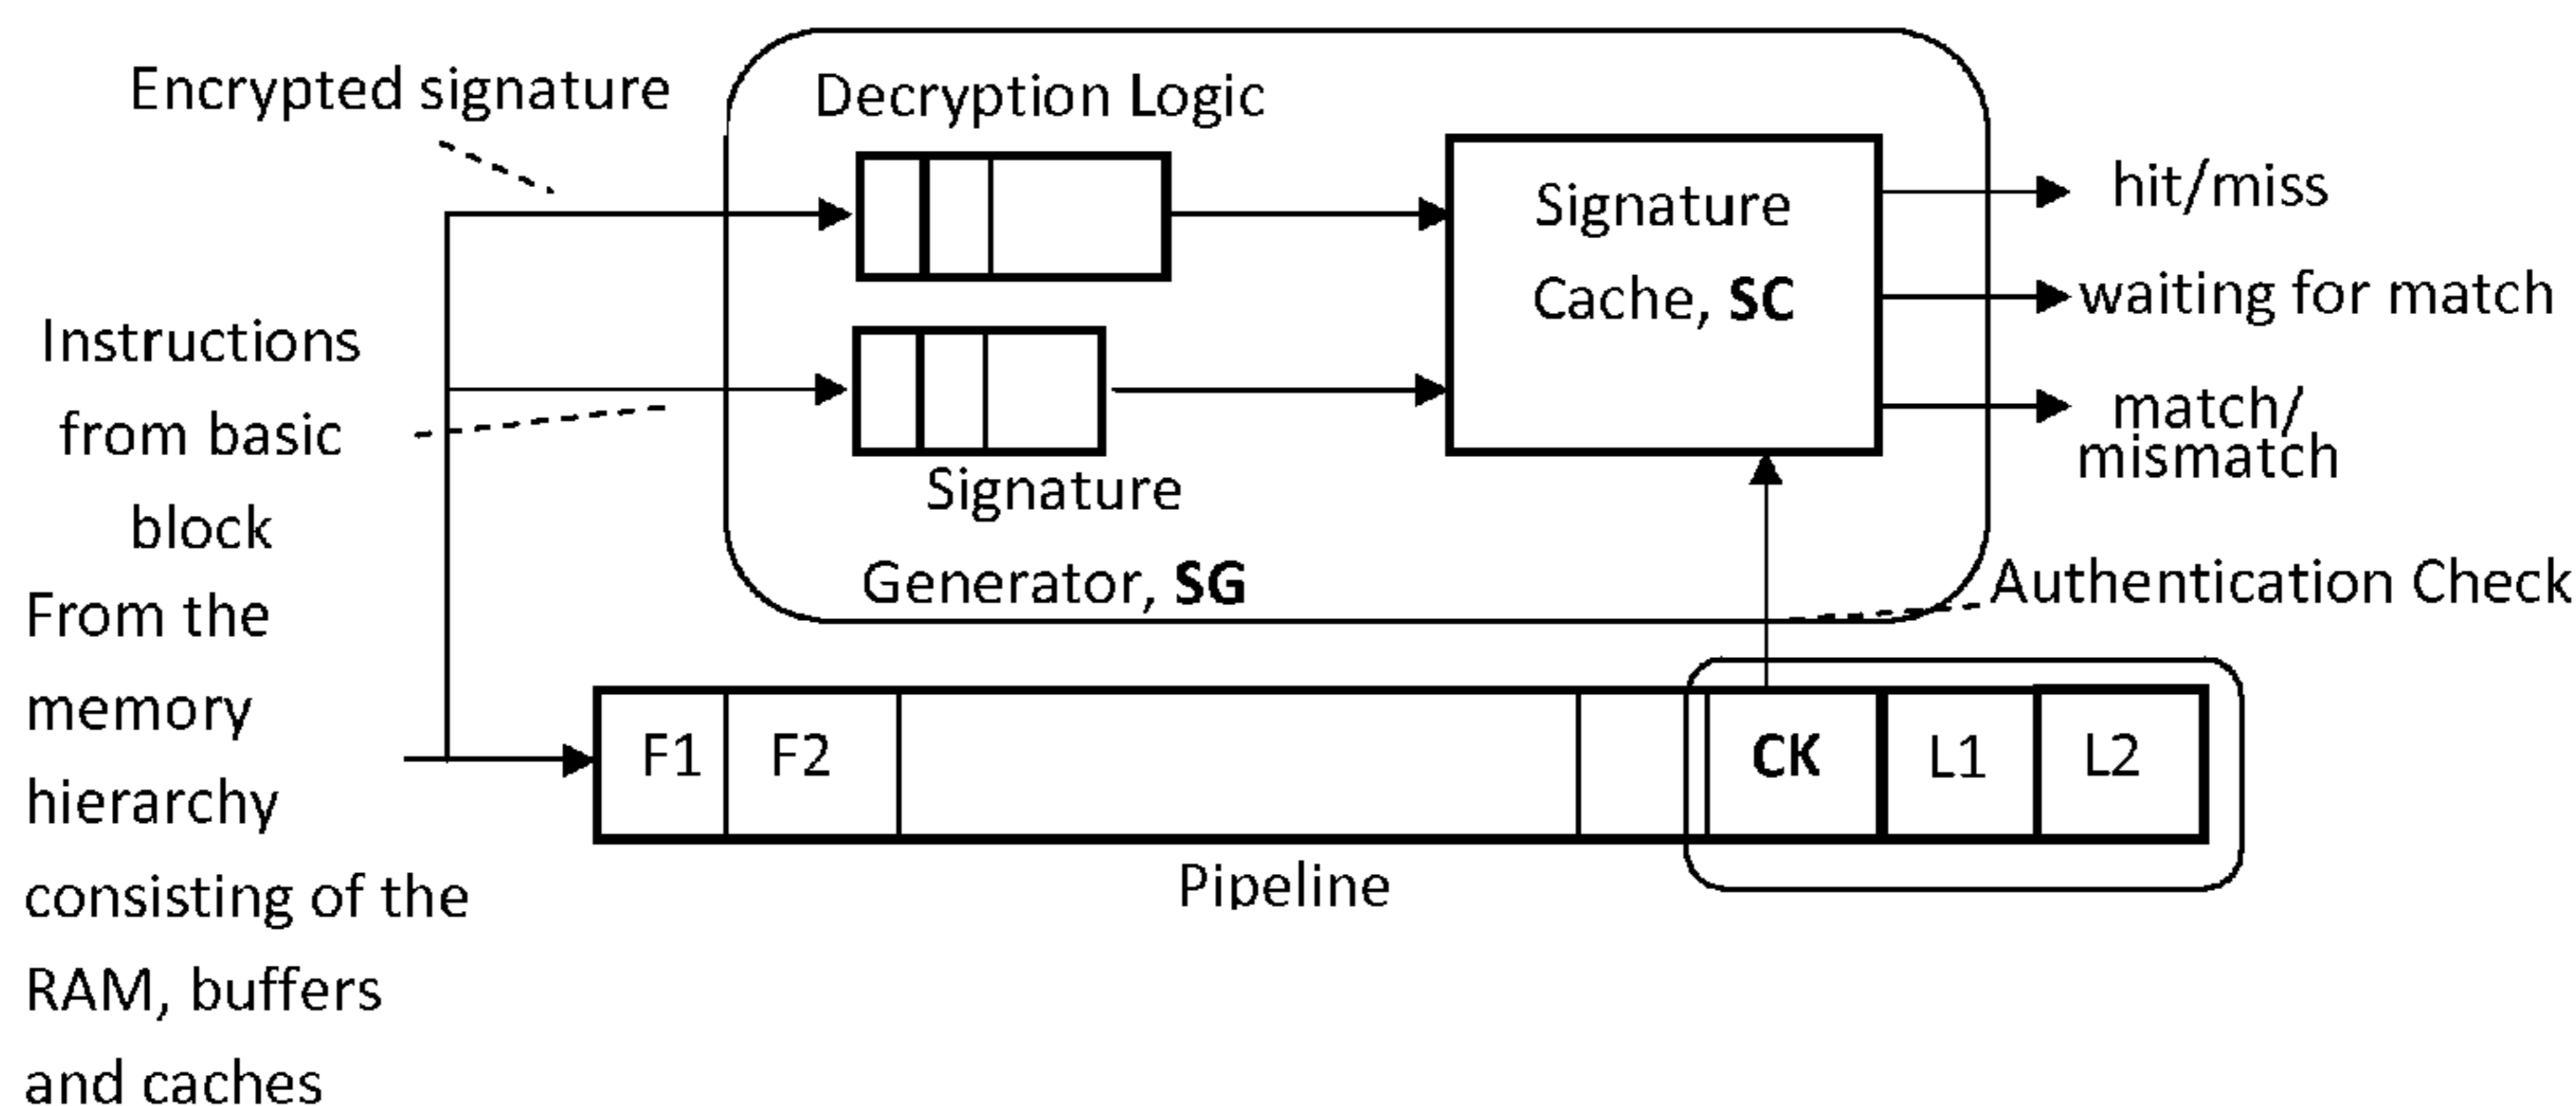 Encrypted signature
Decryption Logic
Signature
Cache, SC
hit/miss
waiting for match
match/
mismatch
Instructions
from basic
block
Signature
Generator, SG
Authentication Check
From the
memory
hierarchy
consisting of the
RAM, buffers
and caches
F1
F2
CK
L1
L2
Pipeline